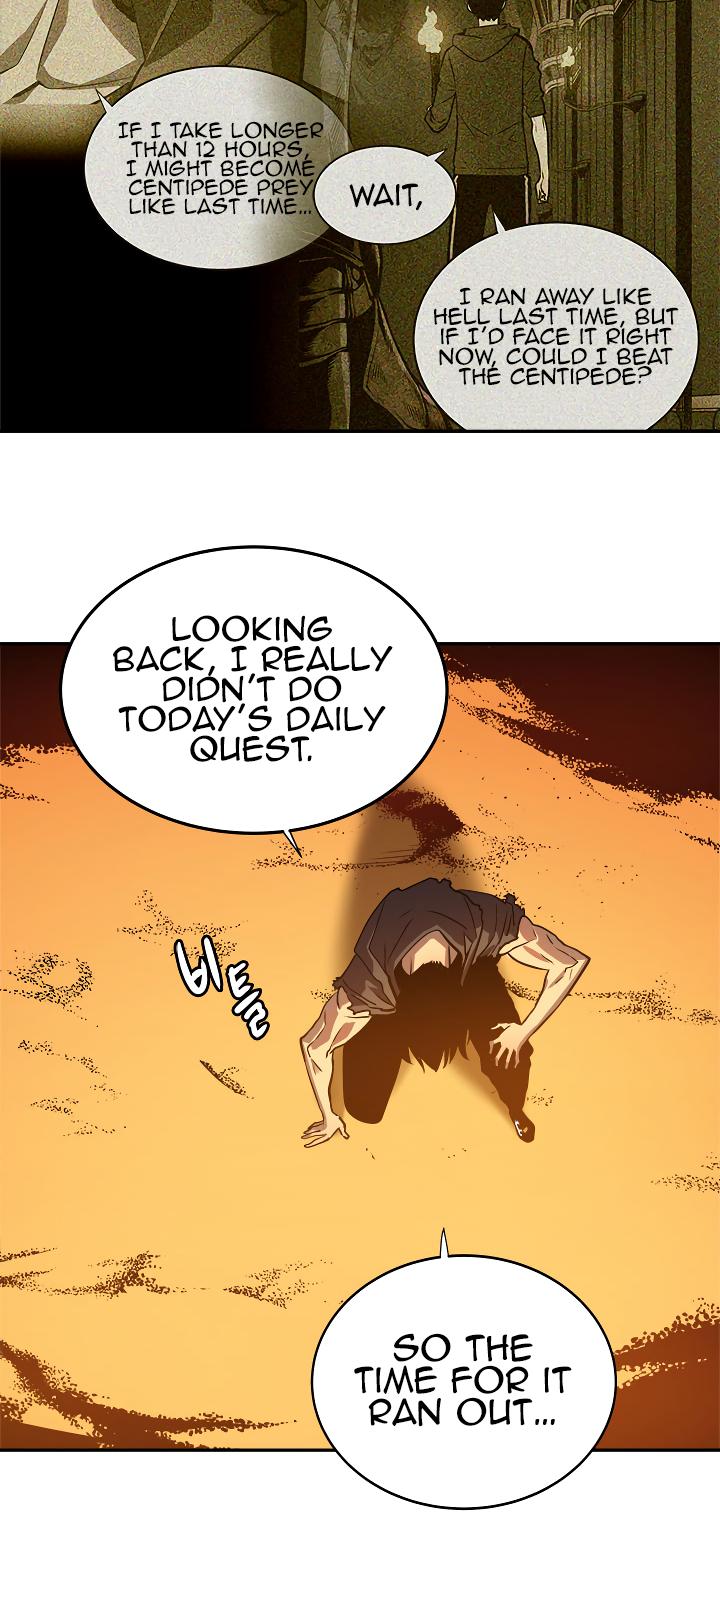 IF I TAKE LONGER
THAN 12 HOURS,
I MIGHT BECOME
CENTIPEDE PREY
LIKE LAST TIME...
WAIT,
I RAN AWAY LIKE
HELL LAST TIME, BUT
IF I'D FACE IT RIGHT
NOW, COULD I BEAT
THE CENTIPEDE?
LOOKING
BACK, I REALLY
DIDN'T DO
TODAY'S DAILY
QUEST.
비틀
SO THE
TIME FOR IT
RAN OUT...